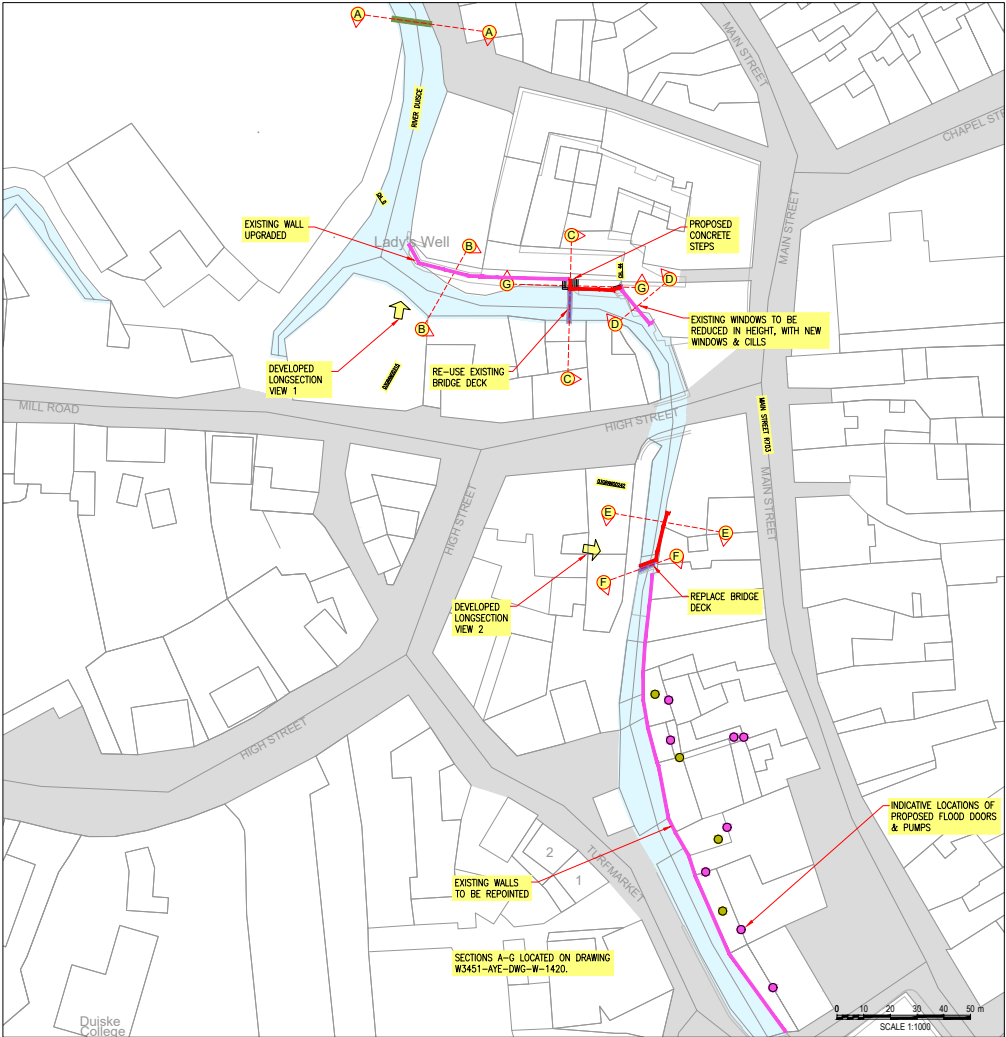 A
A
MAIN STREET
RIVER DUISCE
CHAPEL STR
EXISTING WALL
UPGRADED
Lady's Well
B
C
PROPOSED
CONCRETE
STEPS
MAIN STREET
G
G
D
EXISTING WINDOWS TO BE
REDUCED IN HEIGHT, WITH NEW
WINDOWS & CILLS
B
D
DEVELOPED
LONGSECTION
VIEW 1
RE-USE EXISTING
BRIDGE DECK
C
MILL ROAD
HIGH STREET
MAIN STREET R703
MAIN STREET
HIGH STREET
E
E
F
F
DEVELOPED
LONGSECTION
VIEW 2
REPLACE BRIDGE
DECK
HIGH STREET
INDICATIVE LOCATIONS OF
PROPOSED FLOOD DOORS
& PUMPS
2
1
TURFMARKET
EXISTING WALLS
TO BE REPOINTED
SECTIONS A-G LOCATED ON DRAWING
W3451-AYE-DWG-W-1420.
Duiske
College
0 10 20 30 40 50 m
SCALE 1:1000